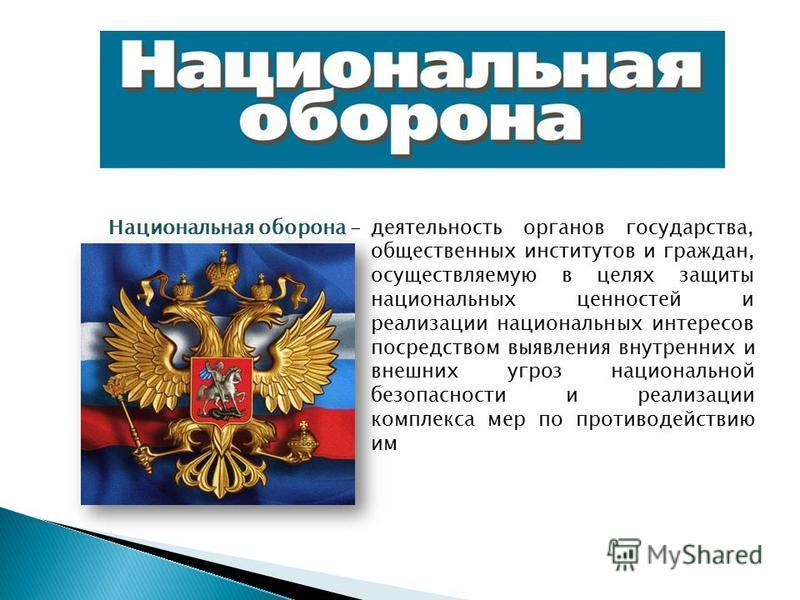 Национальная
оборона
Национальная оборона – деятельность органов государства,
общественных институтов и граждан,
осуществляемую в целях защиты
национальных ценностей и
реализации национальных интересов
посредством выявления внутренних и
внешних угроз национальной
безопасности и реализации
комплекса мер по противодействию
им
MyShared